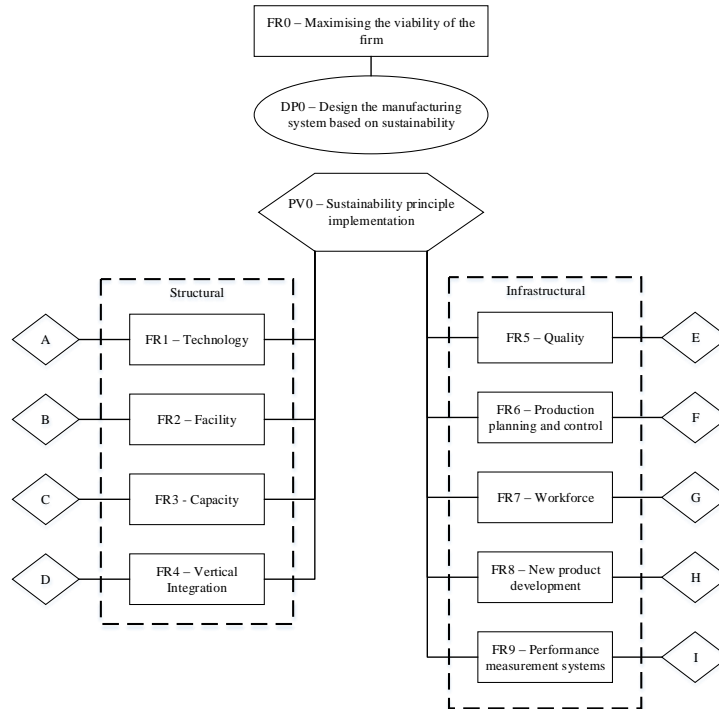 FR0 – Maximising the viability of the
firm
DP0 – Design the manufacturing
system based on sustainability
PV0 – Sustainability principle
implementation
Structural
A
FR1 – Technology
B
FR2 – Facility
C
FR3 - Capacity
D
FR4 – Vertical
Integration
Infrastructural
FR5 – Quality
E
FR6 – Production
planning and control
F
FR7 – Workforce
G
FR8 – New product
development
H
FR9 – Performance
measurement systems
I